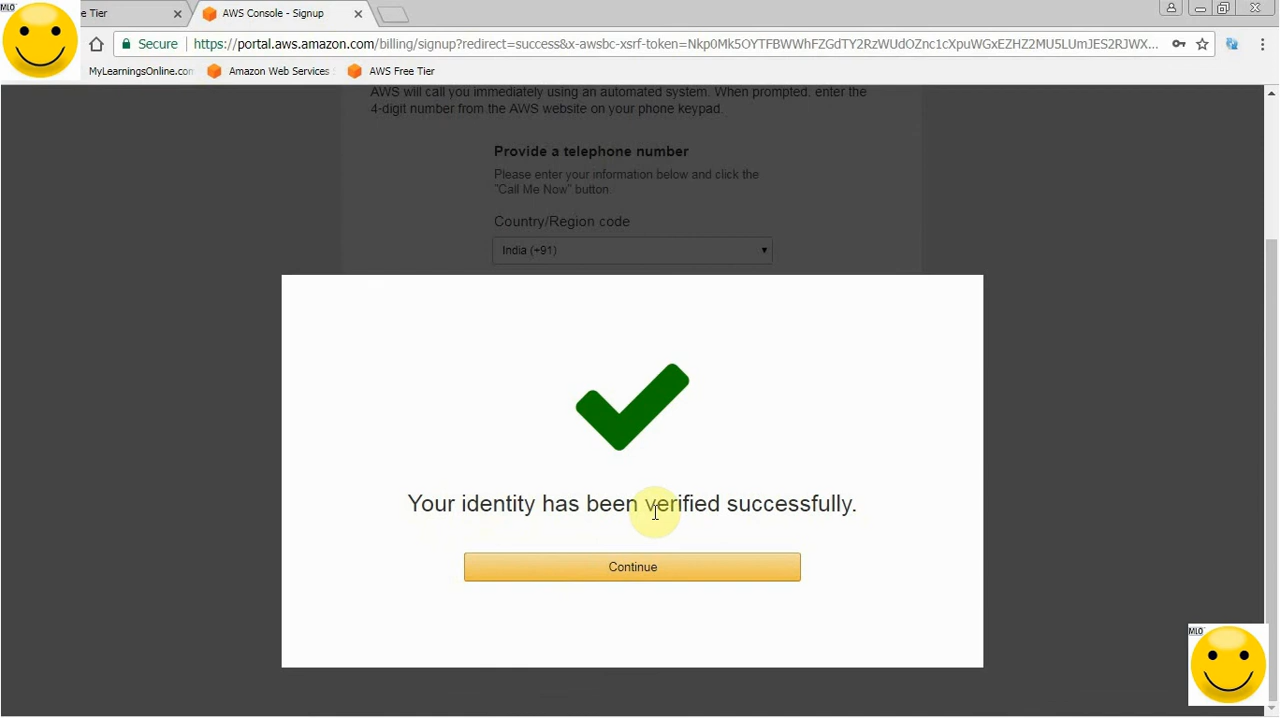 MLO
e Tier
AWS Console - Signup
Secure
https://portal.aws.amazon.com/billing/signup?redirect=success&x-awsbc-xsrf-token=Nkp0Mk5OYTFBWWhFZGdTY2RzWUdOZnc1cXpuWGxEZHZ2MU5LUmJES2RJWX...
MyLearningsOnline.com
Amazon Web Services
AWS Free Tier
AWS will call you immediately using an automated system. When prompted, enter the
4-digit number from the AWS website on your phone keypad.
Provide a telephone number
Please enter your information below and click the
"Call Me Now" button.
Country/Region code
India (+91)
Your identity has been verified successfully.
Continue
MLO